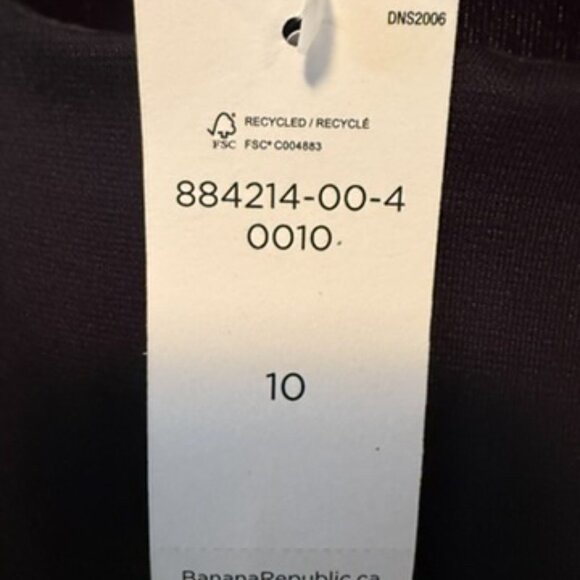 DNS2006
RECYCLED / RECYCLÉ
FSC FSC® C004883
884214-00-4
0010
10
BananaRepublic.ca